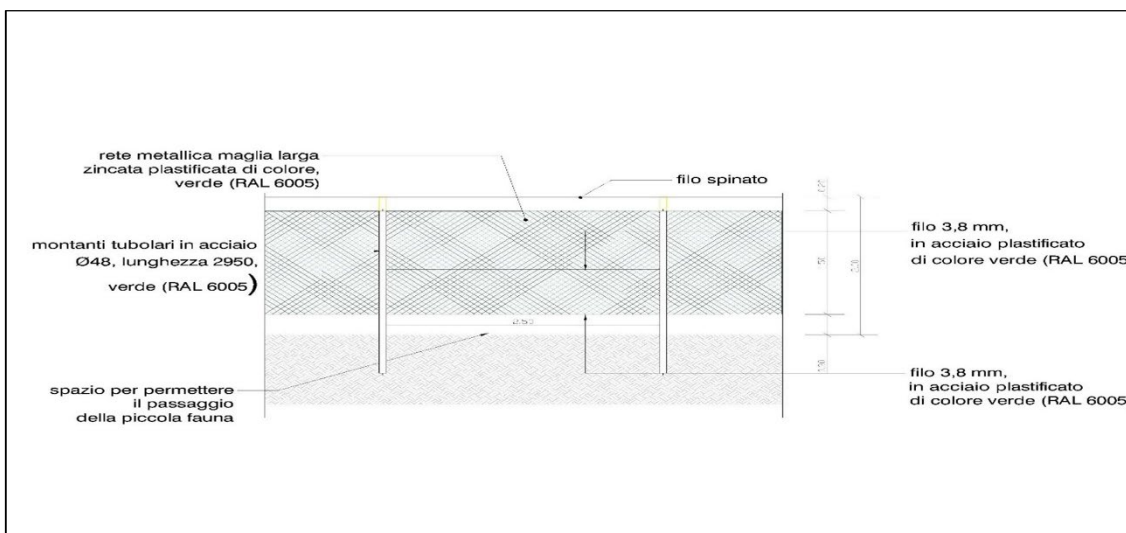 rete metallica maglia larga
zincata plastificata di colore,
verde (RAL 6005)
filo spinato
montanti tubolari in acciaio
Ø48, lunghezza 2950,
verde (RAL 6005)
filo 3,8 mm,
in acciaio plastificato
di colore verde (RAL 6005
2.50
spazio per permettere
il passaggio
della piccola fauna
filo 3,8 mm,
in acciaio plastificato
di colore verde (RAL 6005